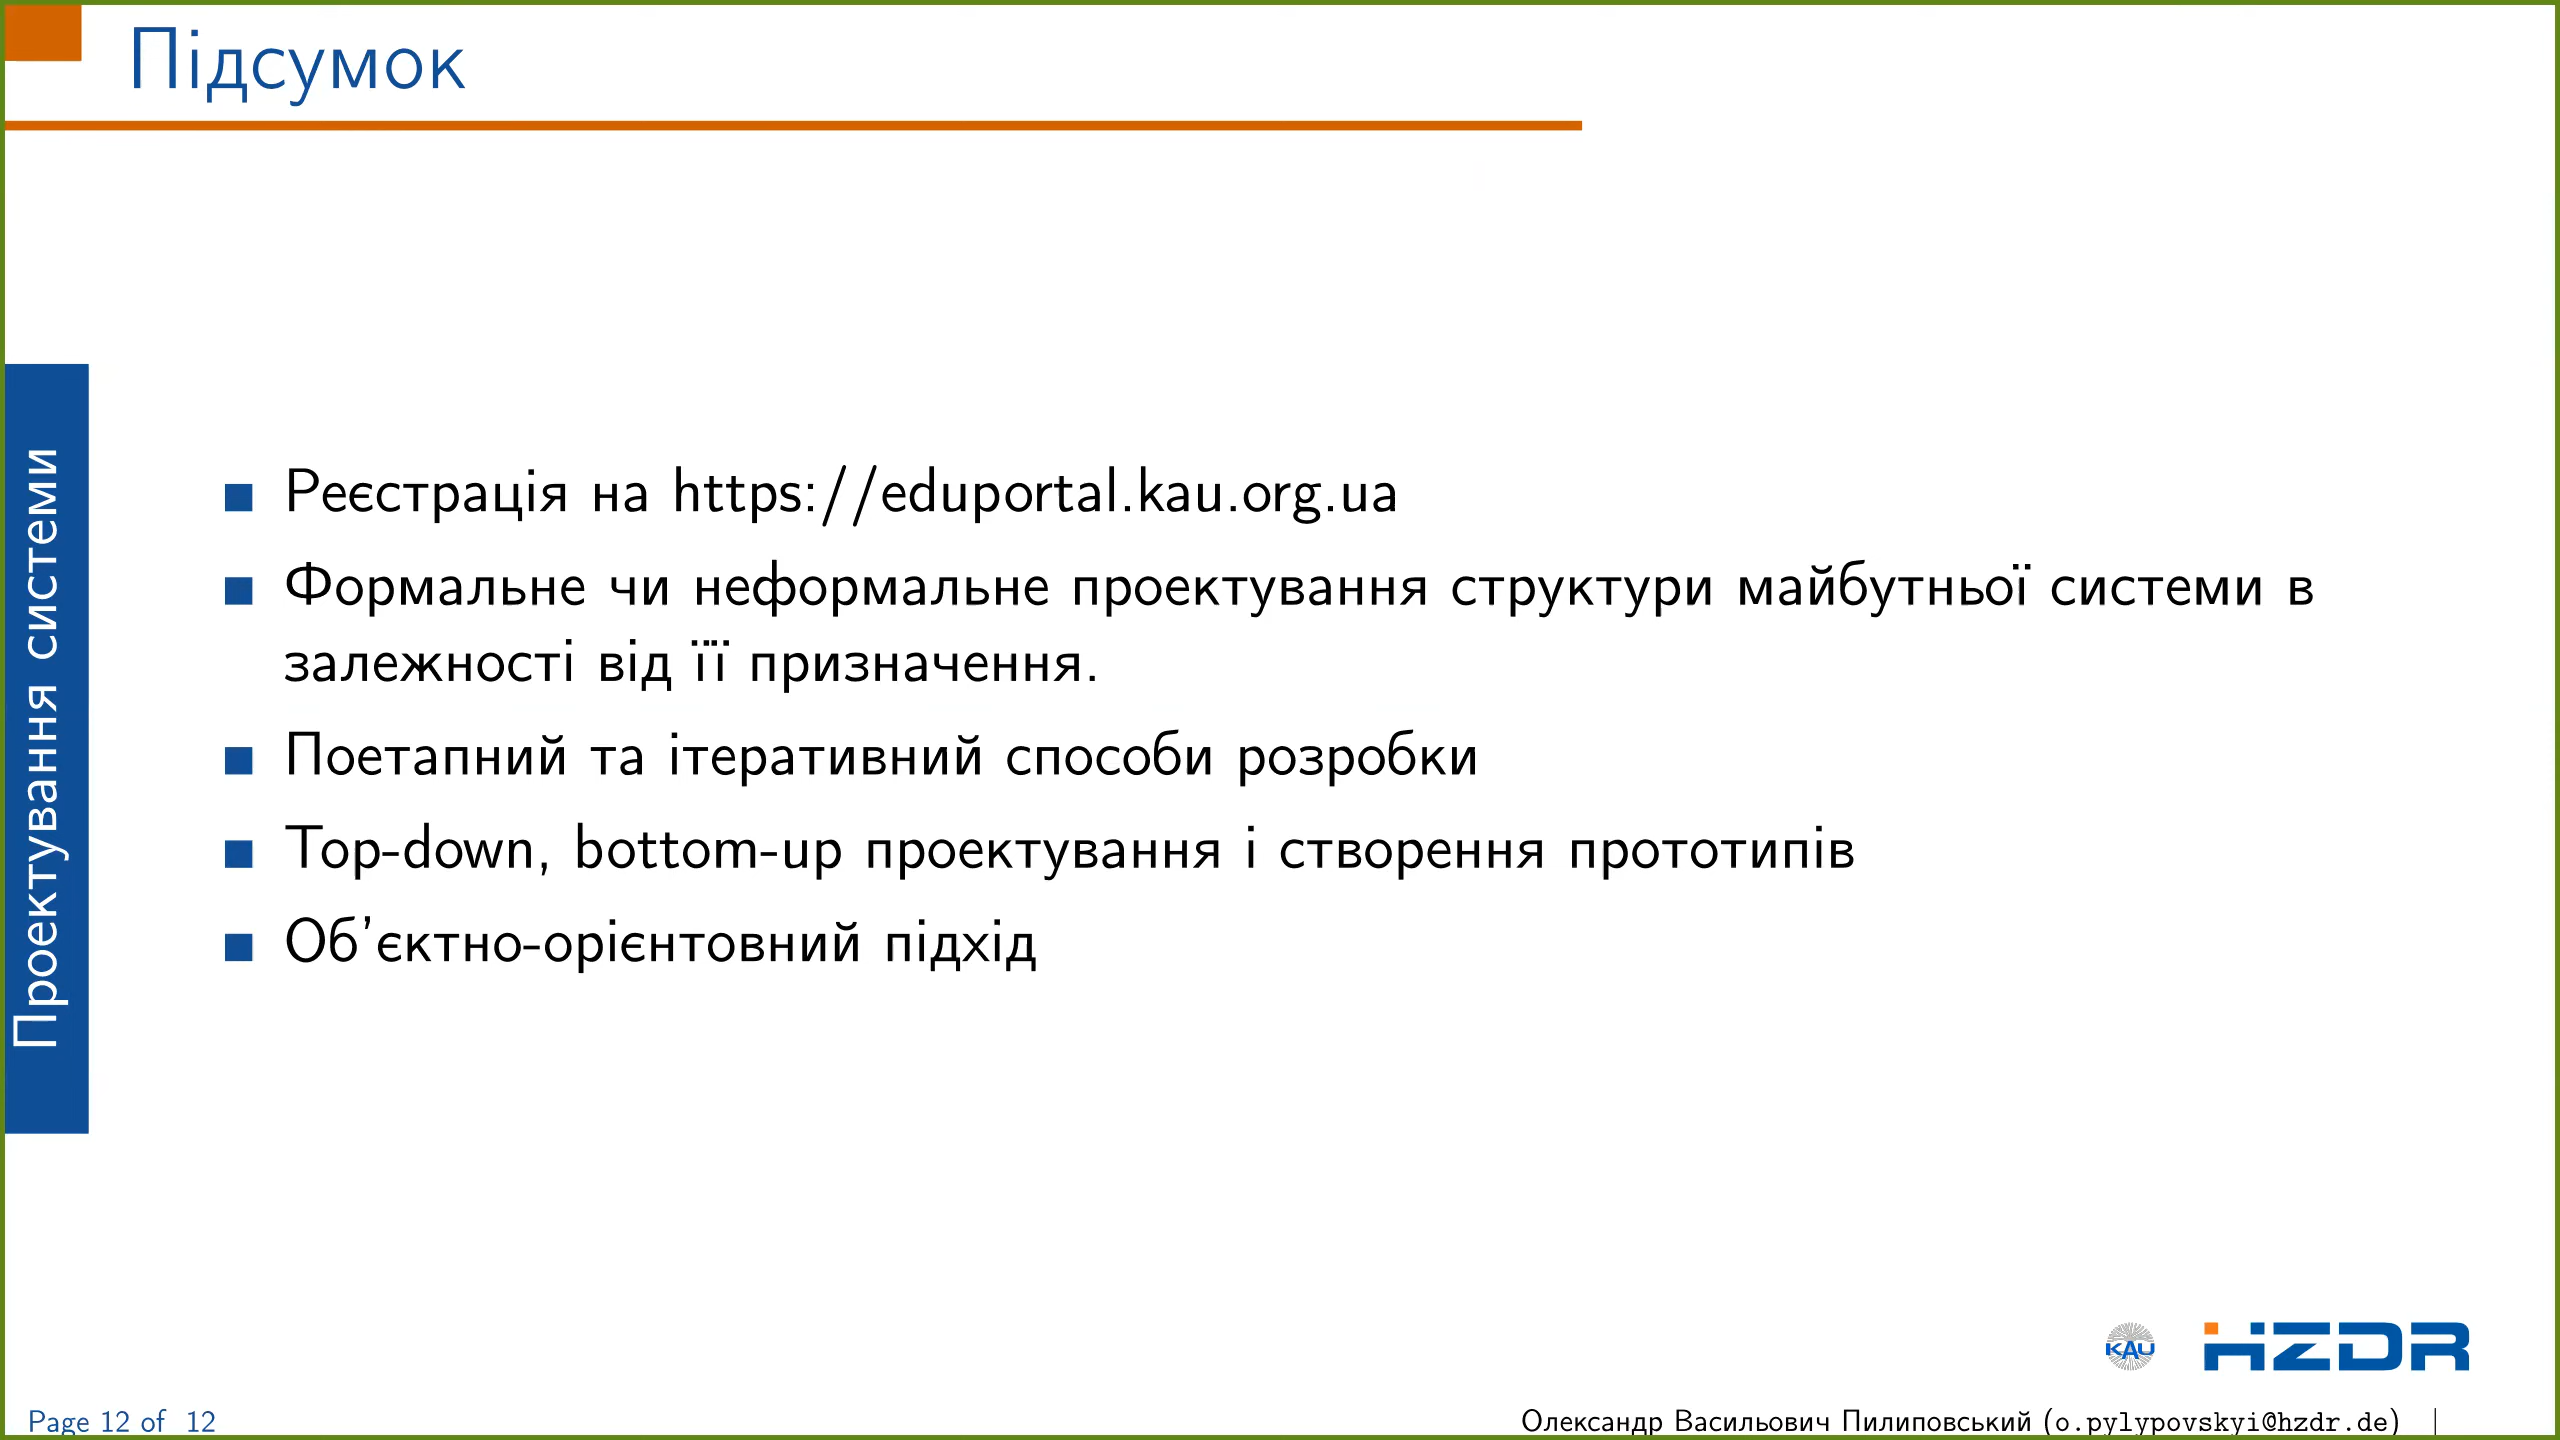 Підсумок
Проектування системи
Реєстрація на https://eduportal.kau.org.ua
Формальне чи неформальне проектування структури майбутньої системи в
залежності від її призначення.
Поетапний та ітеративний способи розробки
Top-down, bottom-up проектування і створення прототипів
Об'єктно-орієнтовний підхід
KAU
HZDR
Page 12 of 12
Олександр Васильович Пилиповський (o.pylypovskyi@hzdr.de) |